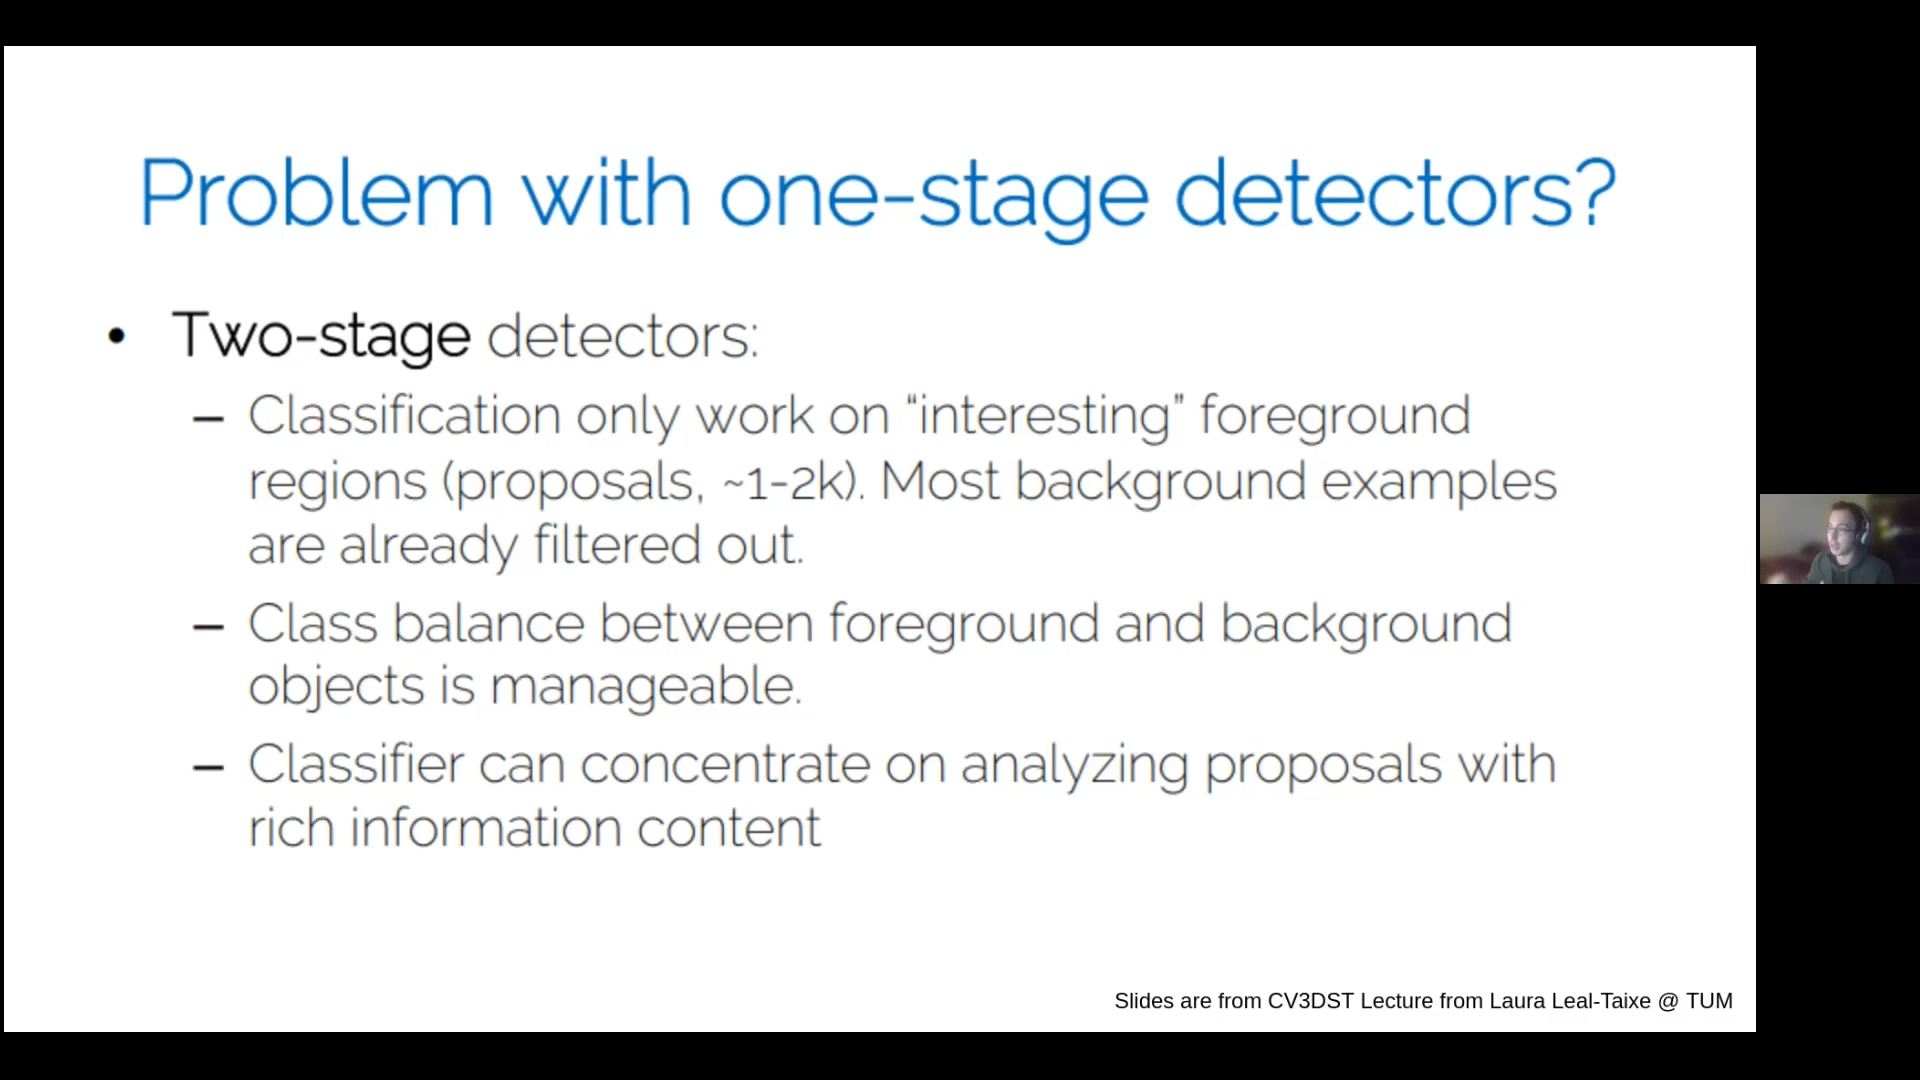 Problem with one-stage detectors?
• Two-stage detectors:
– Classification only work on “interesting” foreground
regions (proposals, ~1-2k). Most background examples
are already filtered out.
– Class balance between foreground and background
objects is manageable.
– Classifier can concentrate on analyzing proposals with
rich information content
Slides are from CV3DST Lecture from Laura Leal-Taixe @ TUM